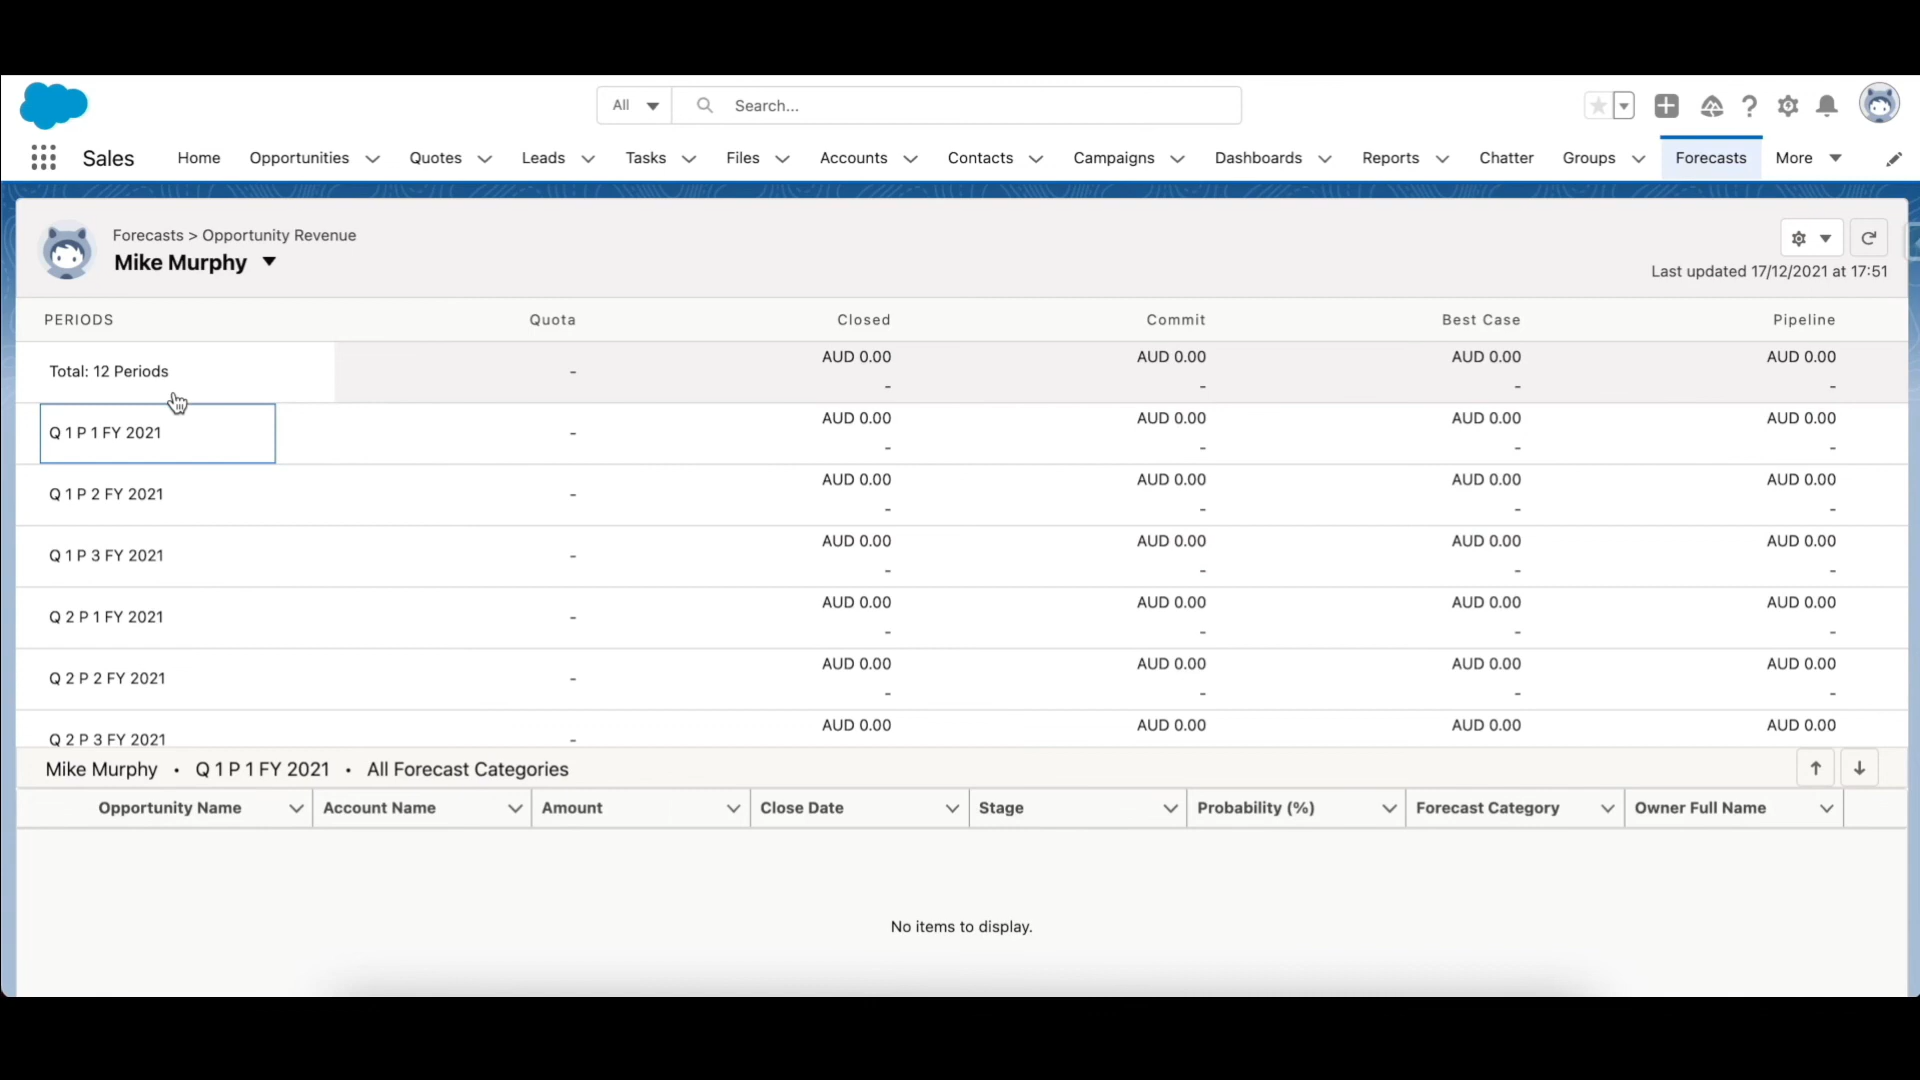 All Search...
Sales Home Opportunities Quotes Leads Tasks Files Accounts Contacts Campaigns Dashboards Reports Chatter Groups Forecasts More
Forecasts > Opportunity Revenue
Mike Murphy
Last updated 17/12/2021 at 17:51
PERIODS Quota Closed Commit Best Case Pipeline
Total: 12 Periods - AUD 0.00 AUD 0.00 AUD 0.00 AUD 0.00
- - - -
Q 1 P 1 FY 2021 - AUD 0.00 AUD 0.00 AUD 0.00 AUD 0.00
- - - -
Q 1 P 2 FY 2021 - AUD 0.00 AUD 0.00 AUD 0.00 AUD 0.00
- - - -
Q 1 P 3 FY 2021 - AUD 0.00 AUD 0.00 AUD 0.00 AUD 0.00
- - - -
Q 2 P 1 FY 2021 - AUD 0.00 AUD 0.00 AUD 0.00 AUD 0.00
- - - -
Q 2 P 2 FY 2021 - AUD 0.00 AUD 0.00 AUD 0.00 AUD 0.00
- - - -
Q 2 P 3 FY 2021 - AUD 0.00 AUD 0.00 AUD 0.00 AUD 0.00
Mike Murphy • Q 1 P 1 FY 2021 • All Forecast Categories
Opportunity Name Account Name Amount Close Date Stage Probability (%) Forecast Category Owner Full Name
No items to display.